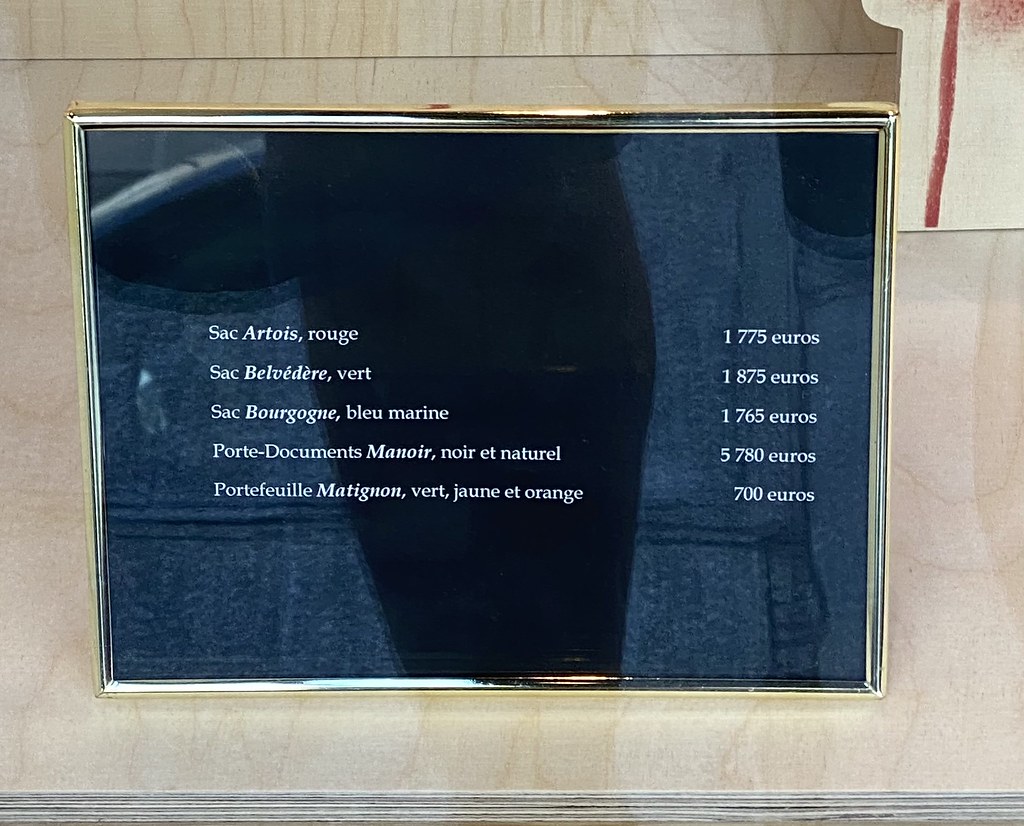 Sac Artois, rouge 1 775 euros
Sac Belvédère, vert 1 875 euros
Sac Bourgogne, bleu marine 1 765 euros
Porte-Documents Manoir, noir et naturel 5 780 euros
Portefeuille Matignon, vert, jaune et orange 700 euros